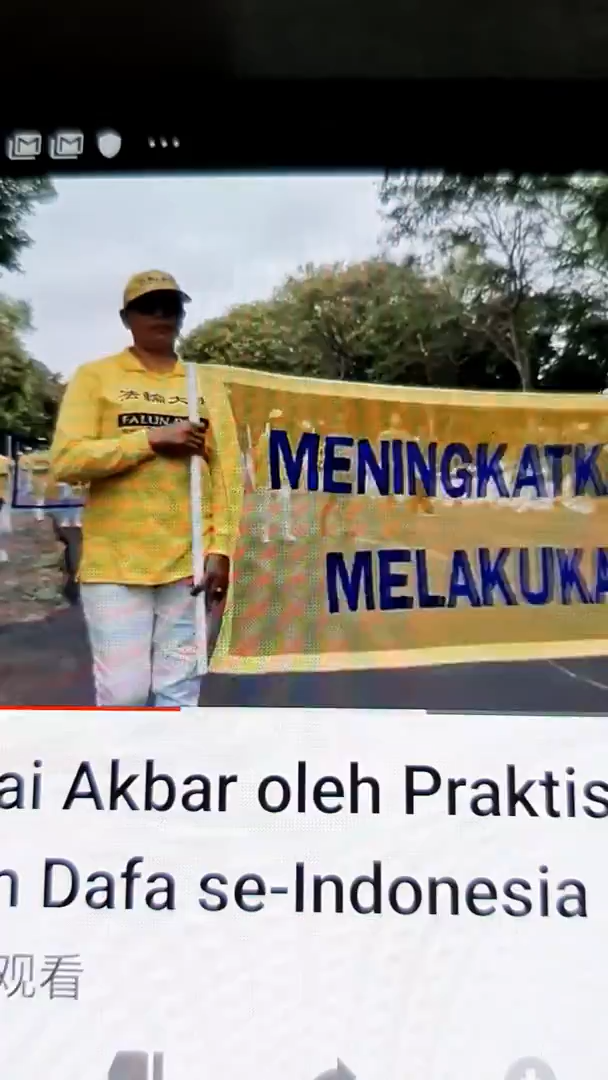 法輪大
FALUN
MENINGKATK
MELAKUKA
ai Akbar oleh Praktis
n Dafa se-Indonesia
观看